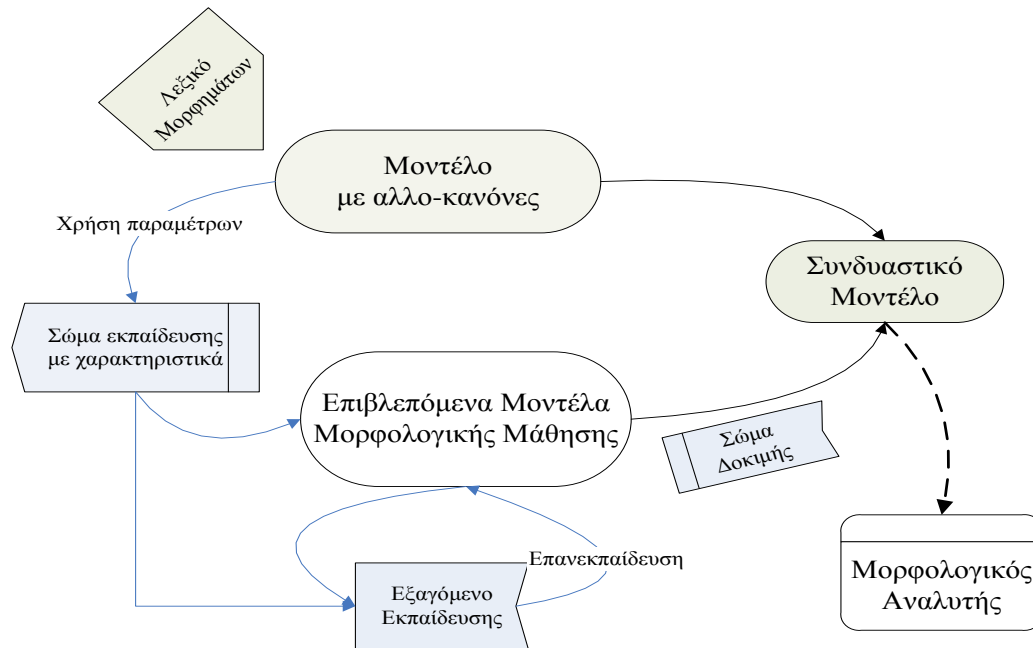 Λεξικό
Μορφημάτων
Μοντέλο
με αλλο-κανόνες
Χρήση παραμέτρων
Συνδυαστικό
Μοντέλο
Σώμα εκπαίδευσης
με χαρακτηριστικά
Επιβλεπόμενα Μοντέλα
Μορφολογικής Μάθησης
Σώμα
Δοκιμής
Επανεκπαίδευση
Εξαγόμενο
Εκπαίδευσης
Μορφολογικός
Αναλυτής